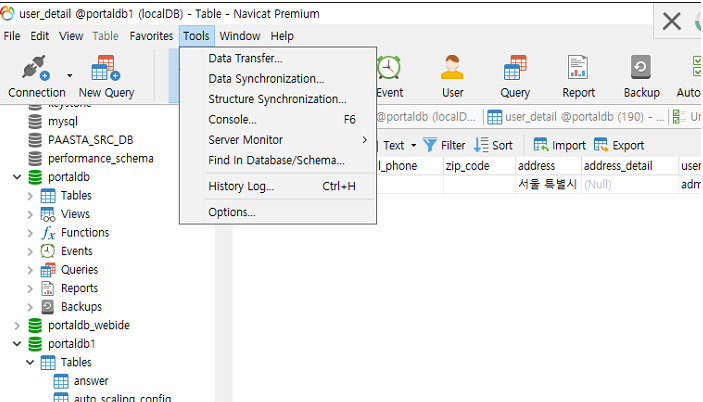 user_detail @portaldb1 (localDB) - Table - Navicat Premium
File Edit View Table Favorites Tools Window Help
Connection New Query Event User Query Report Backup Auto
Data Transfer...
Data Synchronization...
Structure Synchronization...
Console... F6
Server Monitor
Find In Database/Schema...
History Log... Ctrl+H
Options...
@portaldb (localD... user_detail @portaldb (190) - ... Un
Text Filter Sort Import Export
l_phone zip_code address address_detail user
서울 특별시 (Null) adm
keystone
mysql
PAASTA_SRC_DB
performance_schema
portaldb
Tables
Views
Functions
Events
Queries
Reports
Backups
portaldb_webide
portaldb1
Tables
answer
auto_scaling_config